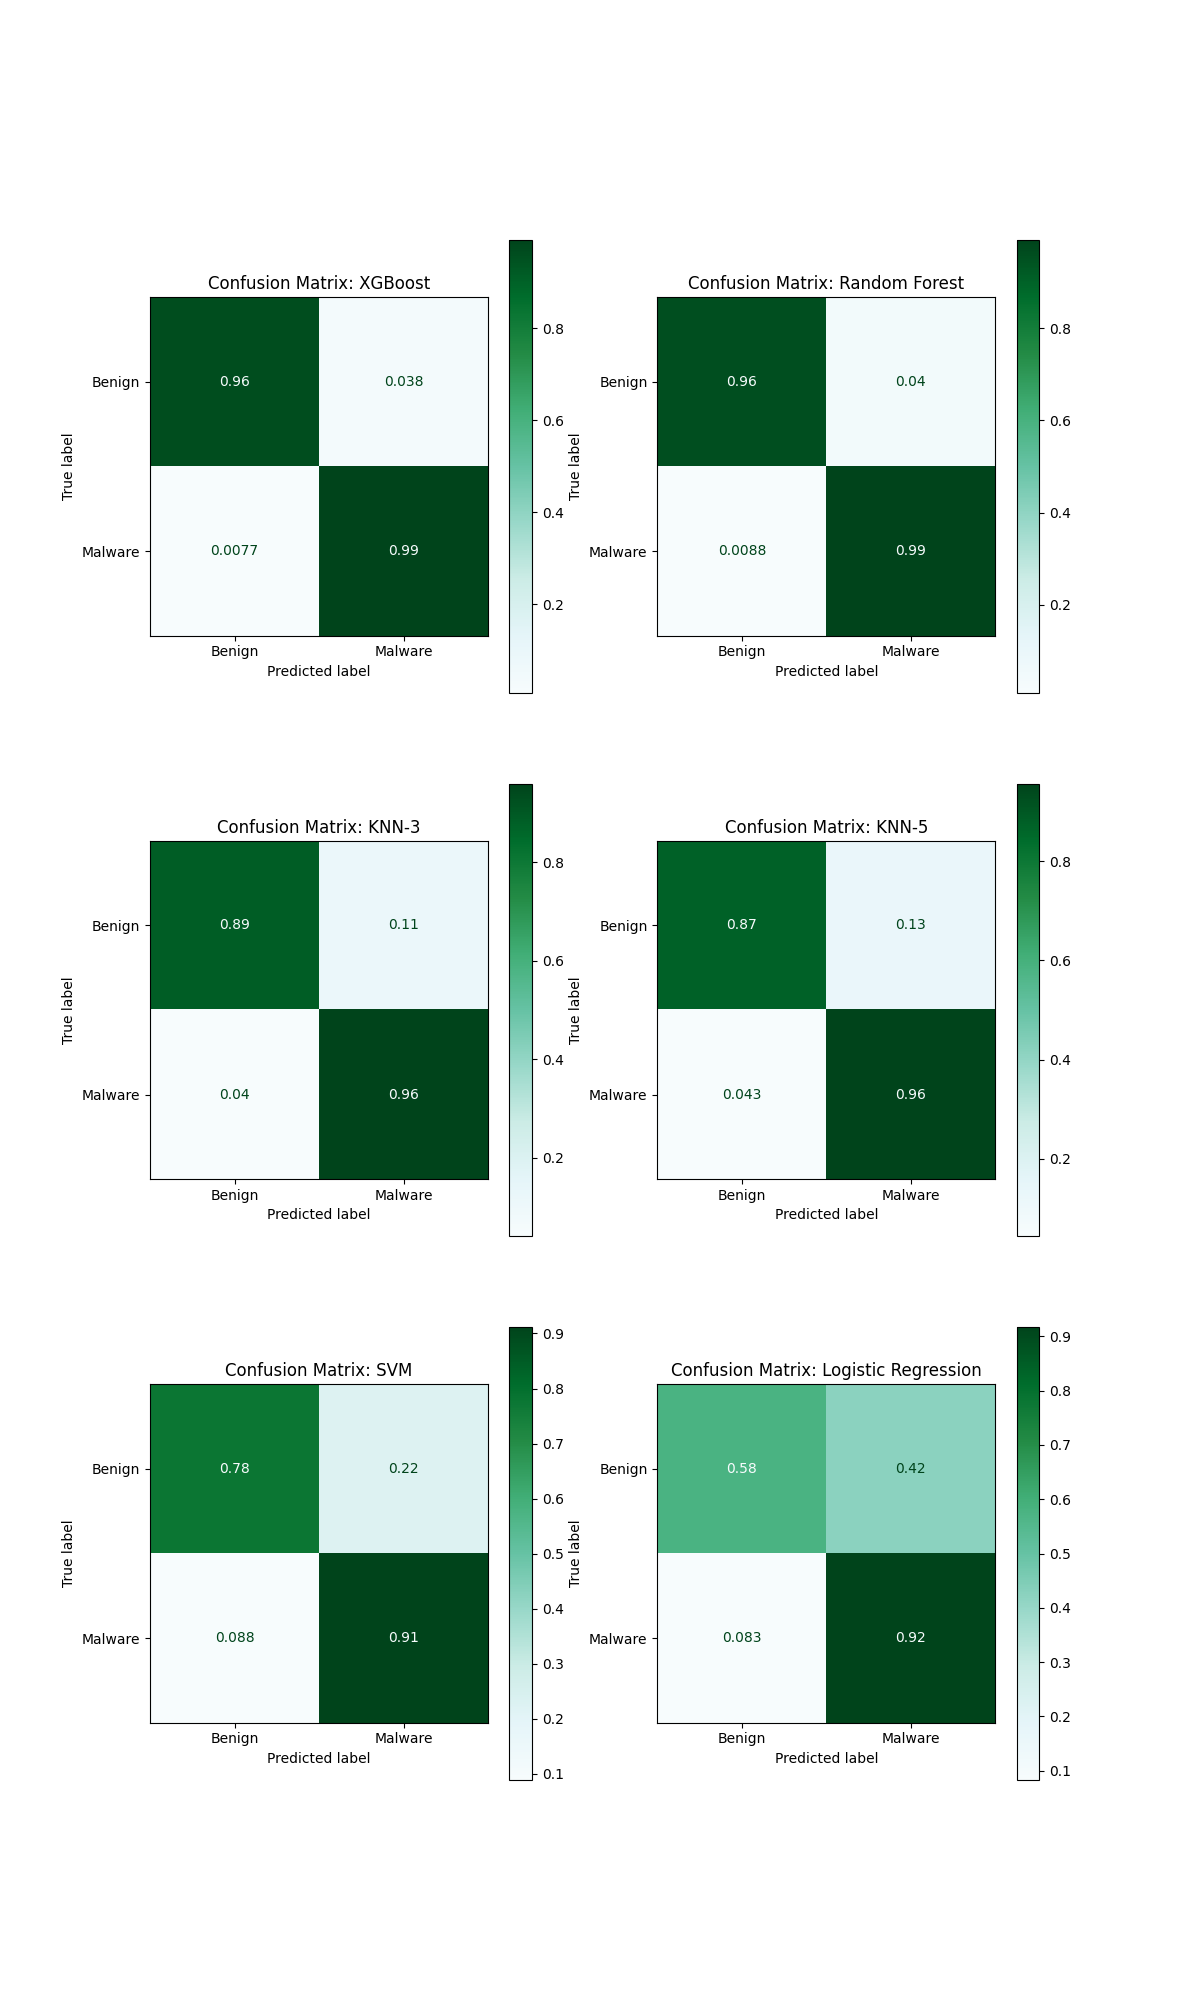 Confusion Matrix: XGBoost
True label
Benign
0.96
0.038
Malware
0.0077
0.99
Benign
Malware
Predicted label
0.8
0.6
0.4
0.2
Confusion Matrix: Random Forest
True label
Benign
0.96
0.04
Malware
0.0088
0.99
Benign
Malware
Predicted label
0.8
0.6
0.4
0.2
Confusion Matrix: KNN-3
True label
Benign
0.89
0.11
Malware
0.04
0.96
Benign
Malware
Predicted label
0.8
0.6
0.4
0.2
Confusion Matrix: KNN-5
True label
Benign
0.87
0.13
Malware
0.043
0.96
Benign
Malware
Predicted label
0.8
0.6
0.4
0.2
Confusion Matrix: SVM
True label
Benign
0.78
0.22
Malware
0.088
0.91
Benign
Malware
Predicted label
0.9
0.8
0.7
0.6
0.5
0.4
0.3
0.2
0.1
Confusion Matrix: Logistic Regression
True label
Benign
0.58
0.42
Malware
0.083
0.92
Benign
Malware
Predicted label
0.9
0.8
0.7
0.6
0.5
0.4
0.3
0.2
0.1